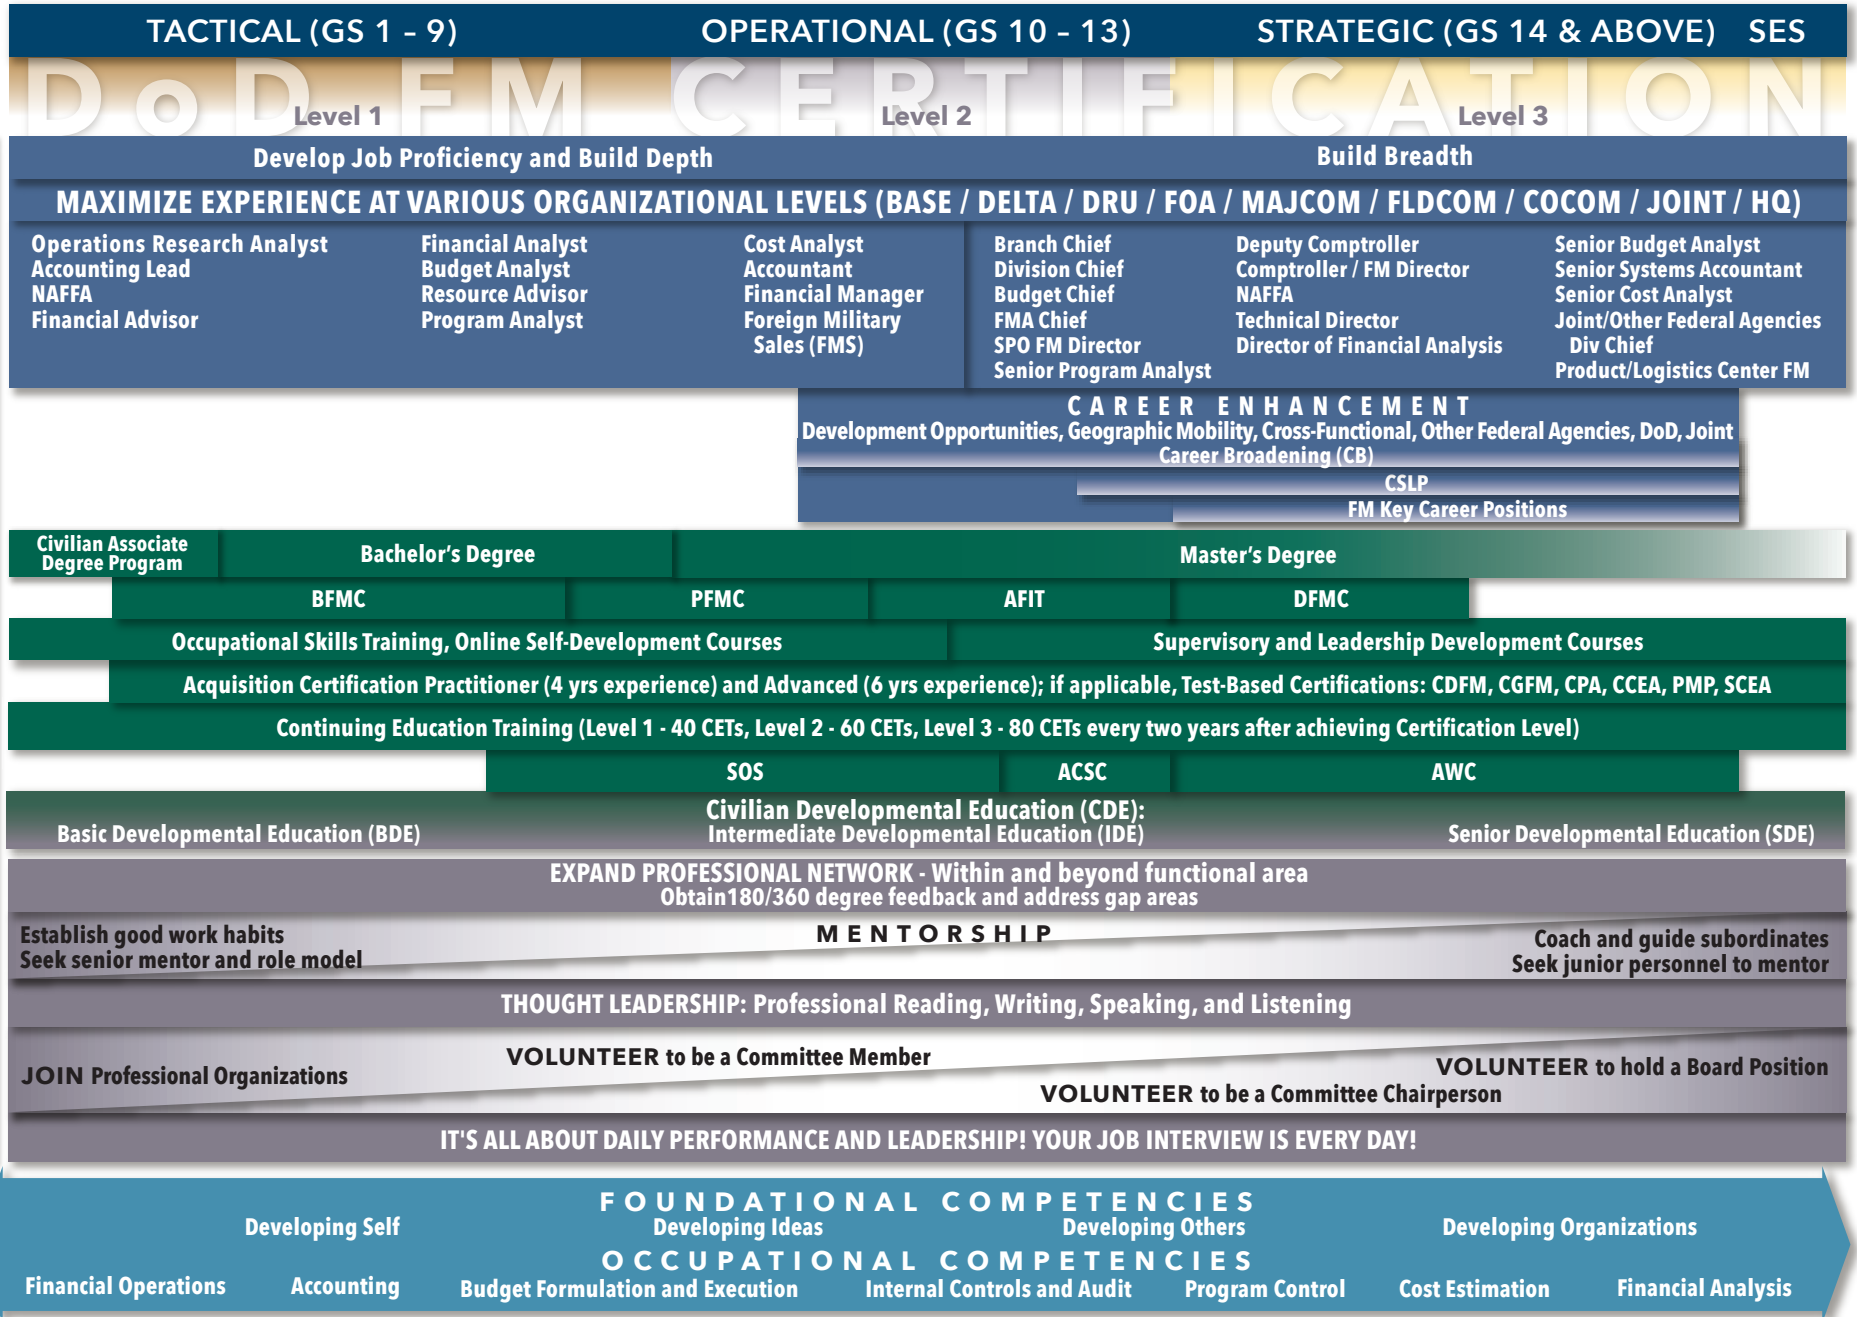 TACTICAL (GS 1 – 9) OPERATIONAL (GS 10 – 13) STRATEGIC (GS 14 & ABOVE) SES
DoD FM CERTIFICATION
Level 1 Level 2 Level 3
Develop Job Proficiency and Build Depth Build Breadth
MAXIMIZE EXPERIENCE AT VARIOUS ORGANIZATIONAL LEVELS (BASE / DELTA / DRU / FOA / MAJCOM / FLDCOM / COCOM / JOINT / HQ)
Operations Research Analyst
Accounting Lead
NAFFA
Financial Advisor
Financial Analyst
Budget Analyst
Resource Advisor
Program Analyst
Cost Analyst
Accountant
Financial Manager
Foreign Military
Sales (FMS)
Branch Chief
Division Chief
Budget Chief
FMA Chief
SPO FM Director
Senior Program Analyst
Deputy Comptroller
Comptroller / FM Director
NAFFA
Technical Director
Director of Financial Analysis
Senior Budget Analyst
Senior Systems Accountant
Senior Cost Analyst
Joint/Other Federal Agencies
Div Chief
Product/Logistics Center FM
CAREER ENHANCEMENT
Development Opportunities, Geographic Mobility, Cross-Functional, Other Federal Agencies, DoD, Joint
Career Broadening (CB)
CSLP
FM Key Career Positions
Civilian Associate
Degree Program
Bachelor's Degree
Master's Degree
BFMC PFMC AFIT DFMC
Occupational Skills Training, Online Self-Development Courses Supervisory and Leadership Development Courses
Acquisition Certification Practitioner (4 yrs experience) and Advanced (6 yrs experience); if applicable, Test-Based Certifications: CDFM, CGFM, CPA, CCEA, PMP, SCEA
Continuing Education Training (Level 1 - 40 CETs, Level 2 - 60 CETs, Level 3 - 80 CETs every two years after achieving Certification Level)
SOS ACSC AWC
Civilian Developmental Education (CDE):
Basic Developmental Education (BDE) Intermediate Developmental Education (IDE) Senior Developmental Education (SDE)
EXPAND PROFESSIONAL NETWORK - Within and beyond functional area
Obtain180/360 degree feedback and address gap areas
MENTORSHIP
Establish good work habits
Seek senior mentor and role model
Coach and guide subordinates
Seek junior personnel to mentor
THOUGHT LEADERSHIP: Professional Reading, Writing, Speaking, and Listening
JOIN Professional Organizations
VOLUNTEER to be a Committee Member
VOLUNTEER to be a Committee Chairperson
VOLUNTEER to hold a Board Position
IT'S ALL ABOUT DAILY PERFORMANCE AND LEADERSHIP! YOUR JOB INTERVIEW IS EVERY DAY!
FOUNDATIONAL COMPETENCIES
Developing Self Developing Ideas Developing Others Developing Organizations
OCCUPATIONAL COMPETENCIES
Financial Operations Accounting Budget Formulation and Execution Internal Controls and Audit Program Control Cost Estimation Financial Analysis